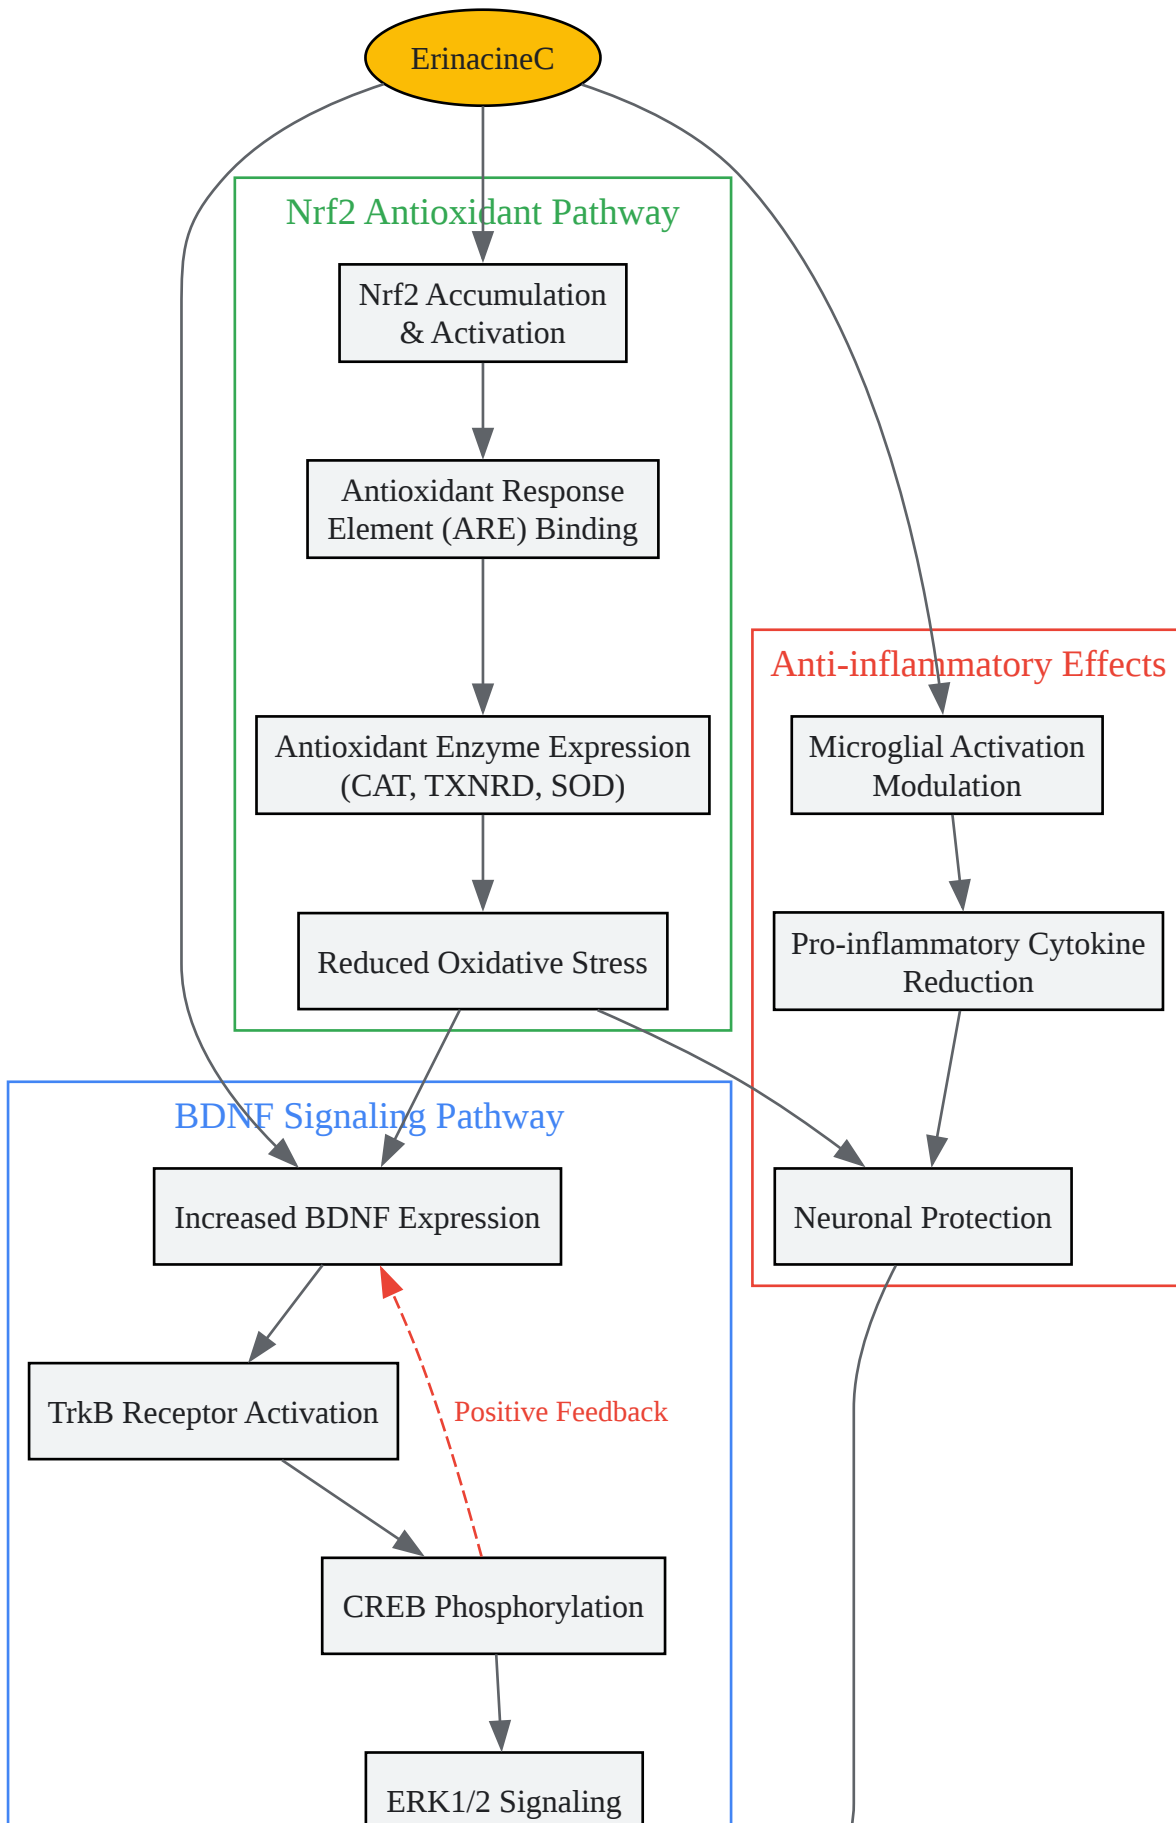 ErinacineC
Nrf2 Antioxidant Pathway
Nrf2 Accumulation
& Activation
Antioxidant Response
Element (ARE) Binding
Anti-inflammatory Effects
Antioxidant Enzyme Expression
(CAT, TXNRD, SOD)
Microglial Activation
Modulation
Reduced Oxidative Stress
Pro-inflammatory Cytokine
Reduction
BDNF Signaling Pathway
Increased BDNF Expression
Neuronal Protection
TrkB Receptor Activation
Positive Feedback
CREB Phosphorylation
ERK1/2 Signaling